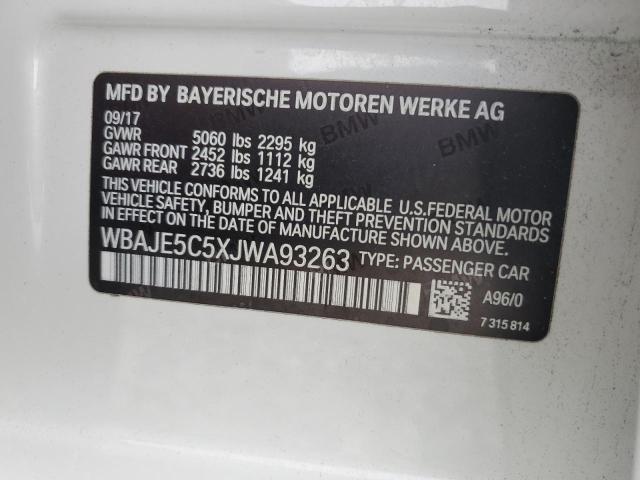 MFD BY BAYERISCHE MOTOREN WERKE AG
09/17
GVWR 5060 lbs 2295 kg
GAWR FRONT 2452 lbs 1112 kg
GAWR REAR 2736 lbs 1241 kg
THIS VEHICLE CONFORMS TO ALL APPLICABLE U.S.FEDERAL MOTOR
VEHICLE SAFETY, BUMPER AND THEFT PREVENTION STANDARDS
IN EFFECT ON THE DATE OF MANUFACTURE SHOWN ABOVE.
WBAJE5C5XJWA93263 TYPE: PASSENGER CAR
A96/0
7 315 814
BMW